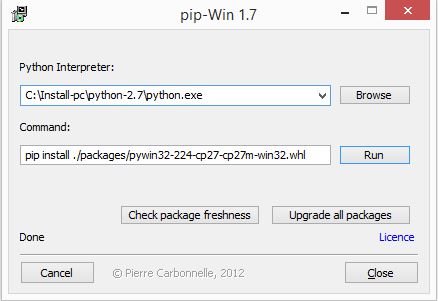 pip-Win 1.7
Python Interpreter:
C:\Install-pc\python-2.7\python.exe
Browse
Command:
pip install ./packages/pywin32-224-cp27-cp27m-win32.whl
Run
Check package freshness
Upgrade all packages
Done
Licence
Cancel
© Pierre Carbonnelle, 2012
Close